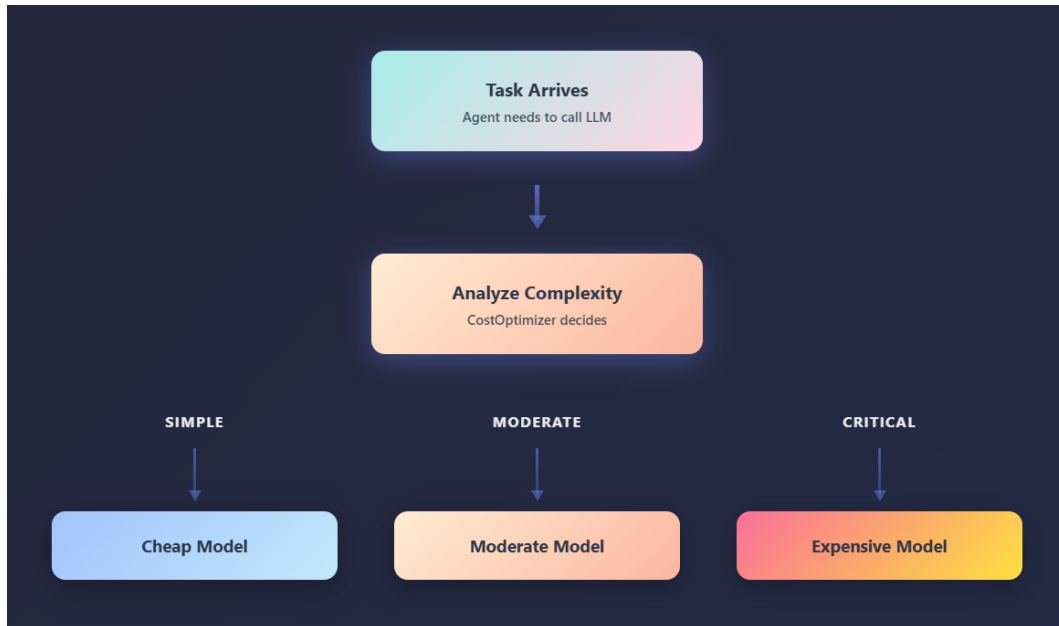 Task Arrives
Agent needs to call LLM
Analyze Complexity
CostOptimizer decides
SIMPLE
MODERATE
CRITICAL
Cheap Model
Moderate Model
Expensive Model